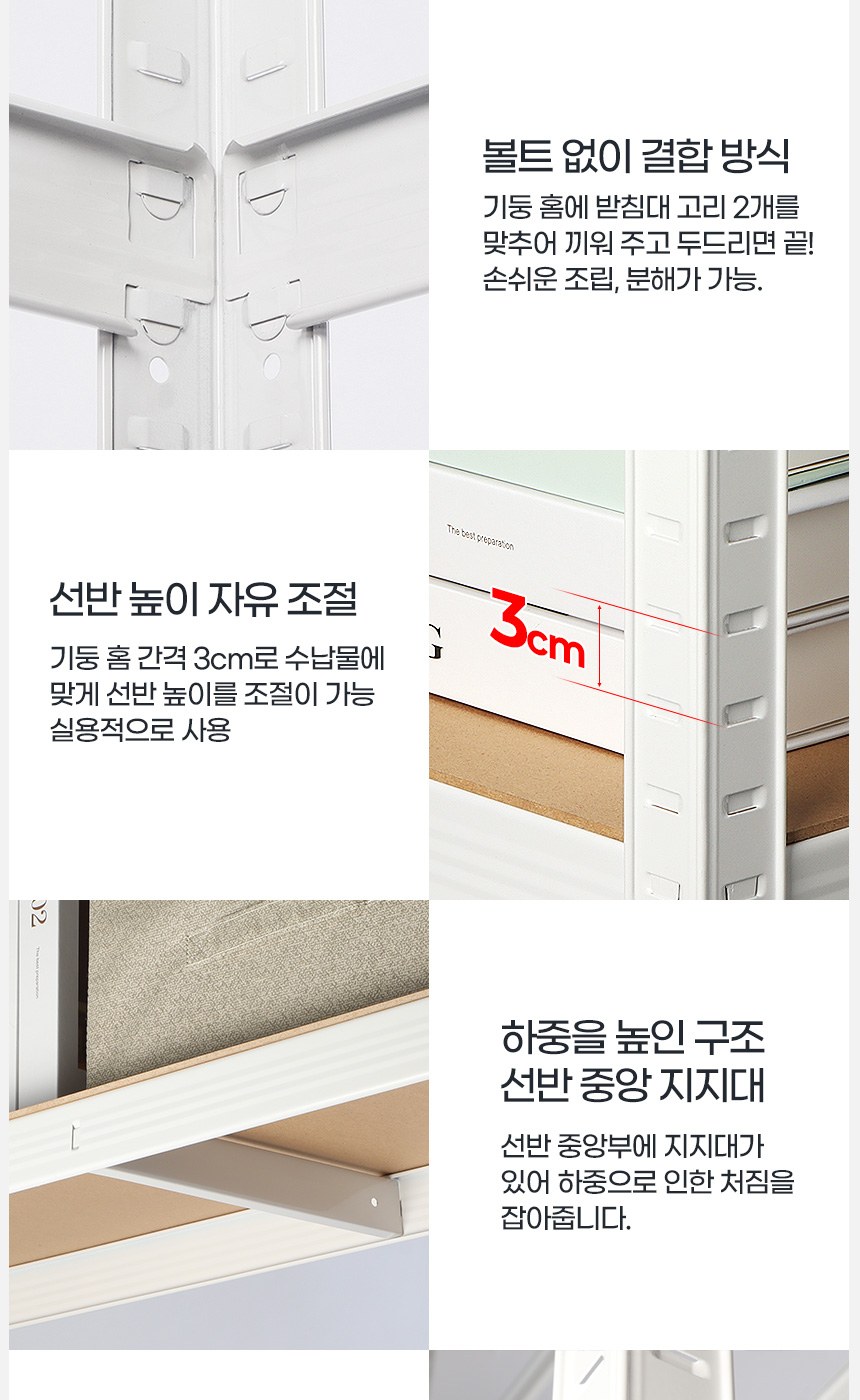 볼트 없이 결합 방식
기둥 홈에 받침대 고리 2개를
맞추어 끼워 주고 두드리면 끝!
손쉬운 조립, 분해가 가능.
The best preparation
3cm
G
선반 높이 자유 조절
기둥 홈 간격 3cm로 수납물에
맞게 선반 높이를 조절이 가능
실용적으로 사용
02
The best preparation
하중을 높인 구조
선반 중앙 지지대
선반 중앙부에 지지대가
있어 하중으로 인한 처짐을
잡아줍니다.